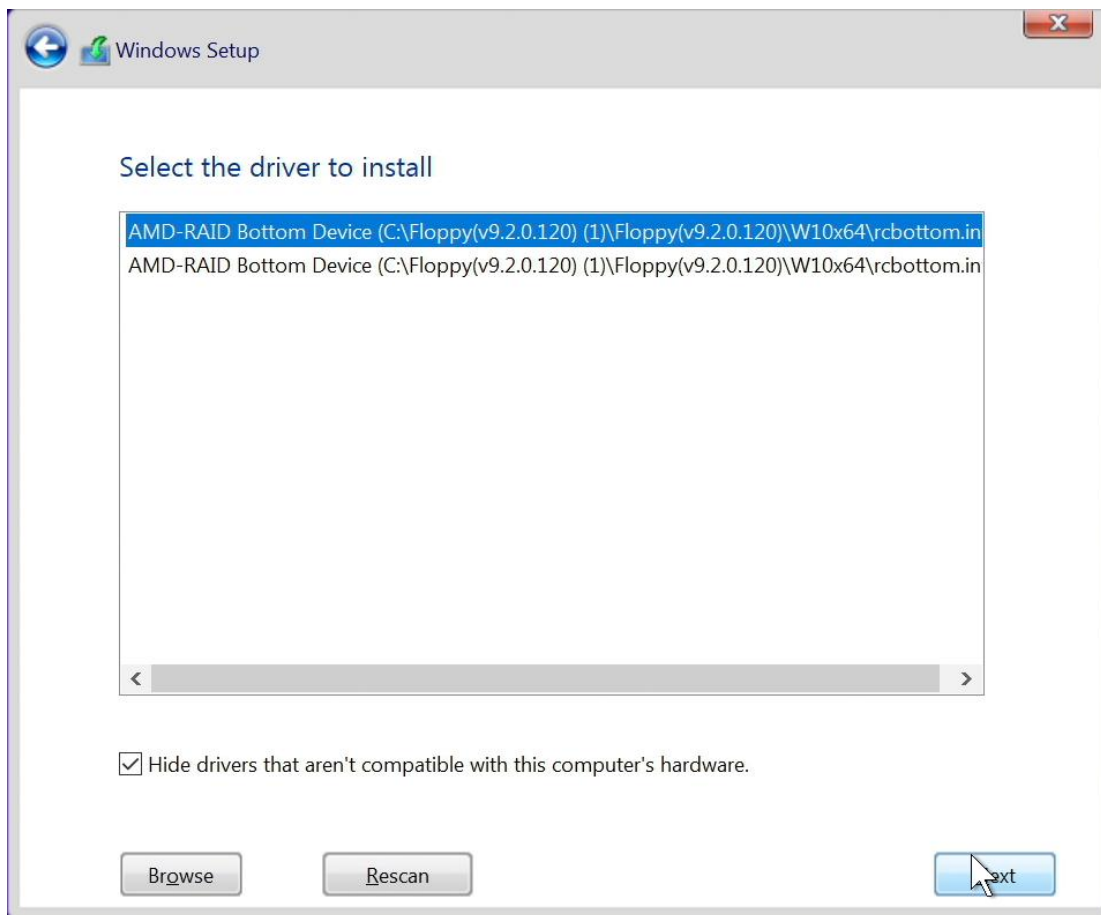 Windows Setup
Select the driver to install
AMD-RAID Bottom Device (C:\Floppy(v9.2.0.120) (1)\Floppy(v9.2.0.120)\W10x64\rcbottom.in
AMD-RAID Bottom Device (C:\Floppy(v9.2.0.120) (1)\Floppy(v9.2.0.120)\W10x64\rcbottom.in
Hide drivers that aren't compatible with this computer's hardware.
Browse Rescan